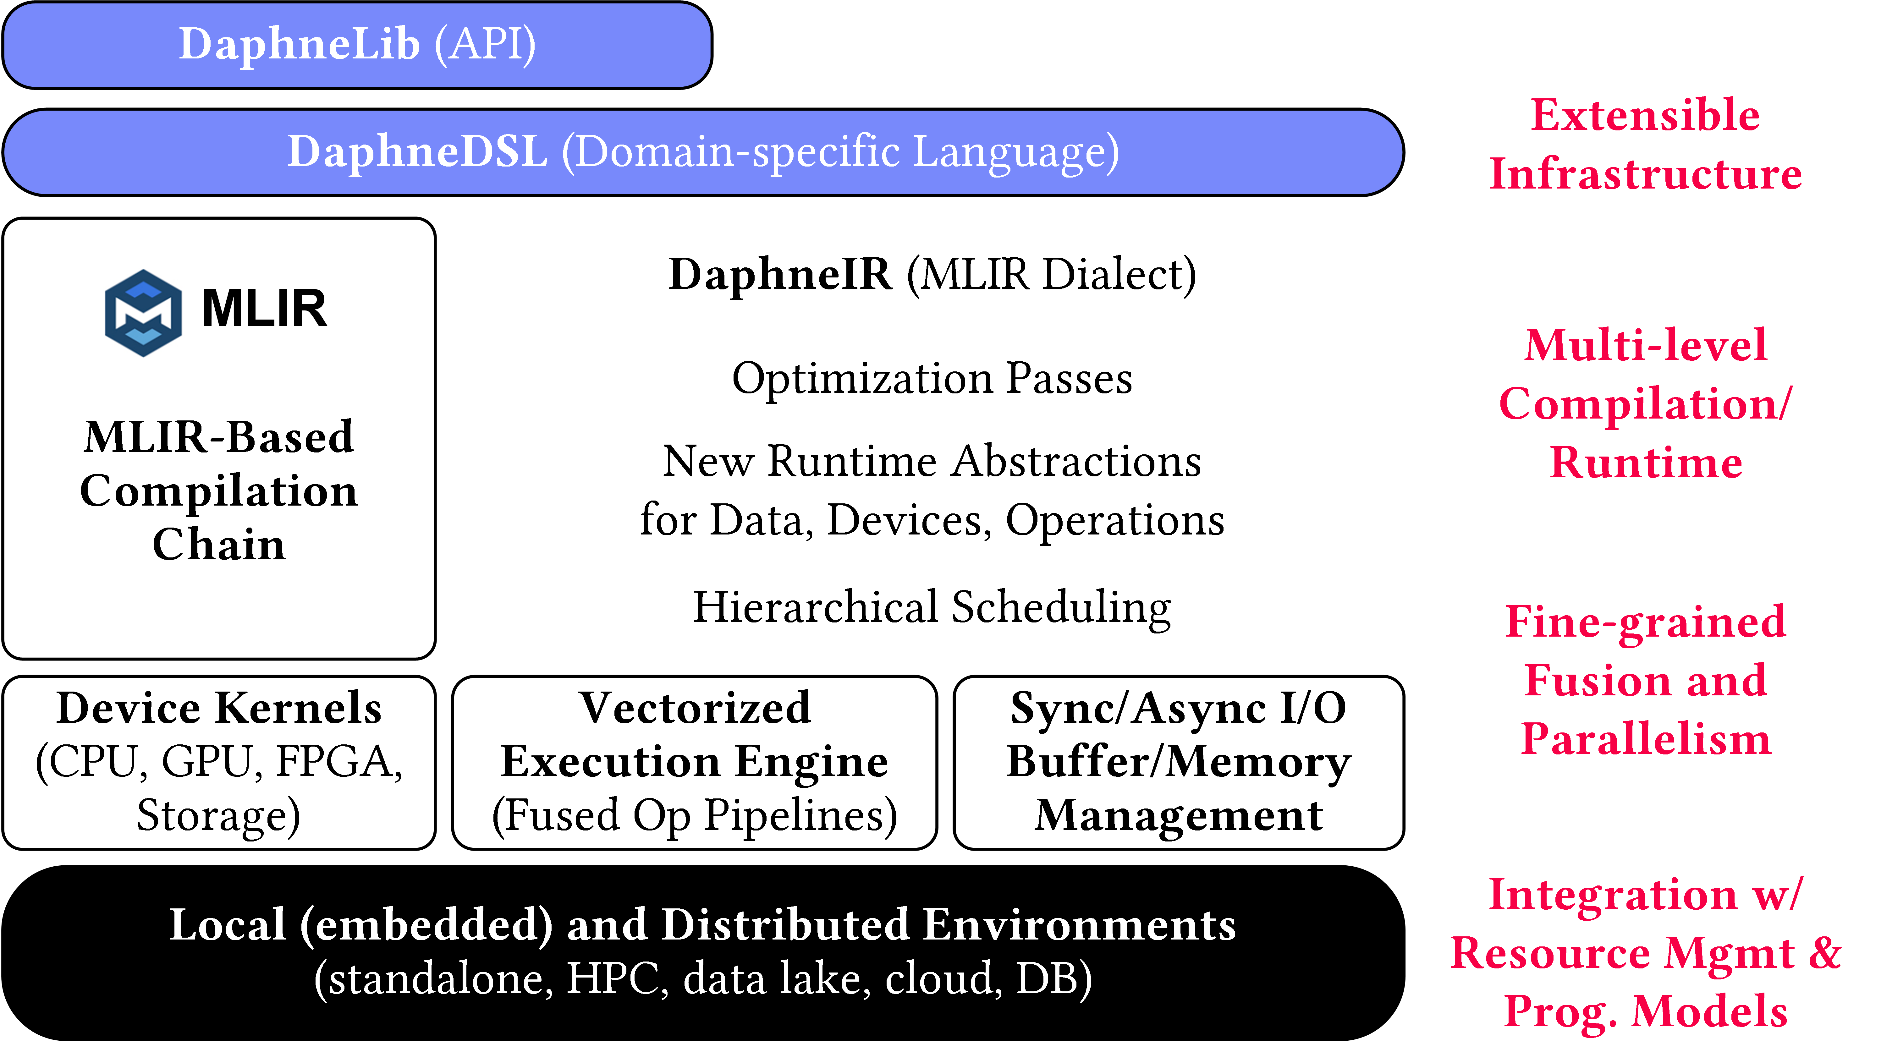 DaphneLib (API)
DaphneDSL (Domain-specific Language)
Extensible
Infrastructure
MLIR
MLIR-Based
Compilation
Chain
DaphneIR (MLIR Dialect)
Optimization Passes
New Runtime Abstractions
for Data, Devices, Operations
Hierarchical Scheduling
Multi-level
Compilation/
Runtime
Device Kernels
(CPU, GPU, FPGA,
Storage)
Vectorized
Execution Engine
(Fused Op Pipelines)
Sync/Async I/O
Buffer/Memory
Management
Fine-grained
Fusion and
Parallelism
Local (embedded) and Distributed Environments
(standalone, HPC, data lake, cloud, DB)
Integration w/
Resource Mgmt &
Prog. Models